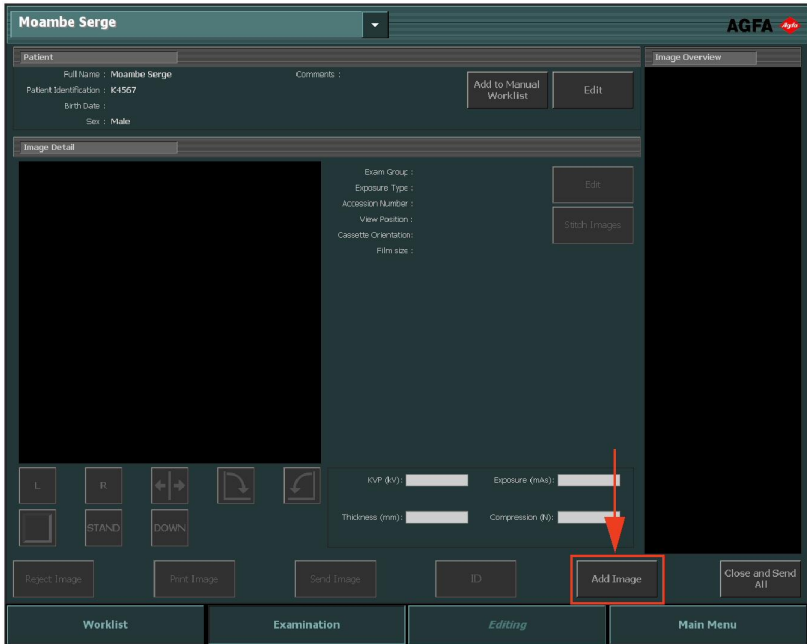 Moambe Serge
AGFA
Agfa
Patient
Full Name : Moambe Serge
Patient Identification : K4567
Birth Date :
Sex : Male
Comments :
Add to Manual
Worklist
Edit
Image Overview
Image Detail
Exam Group :
Exposure Type :
Accession Number :
View Position :
Cassette Orientation:
Film size :
Edit
Stitch Images
L
R
STAND
DOWN
KVP (kV):
Exposure (mAs):
Thickness (mm):
Compression (N):
Reject Image
Print Image
Send Image
ID
Add Image
Close and Send
All
Worklist
Examination
Editing
Main Menu